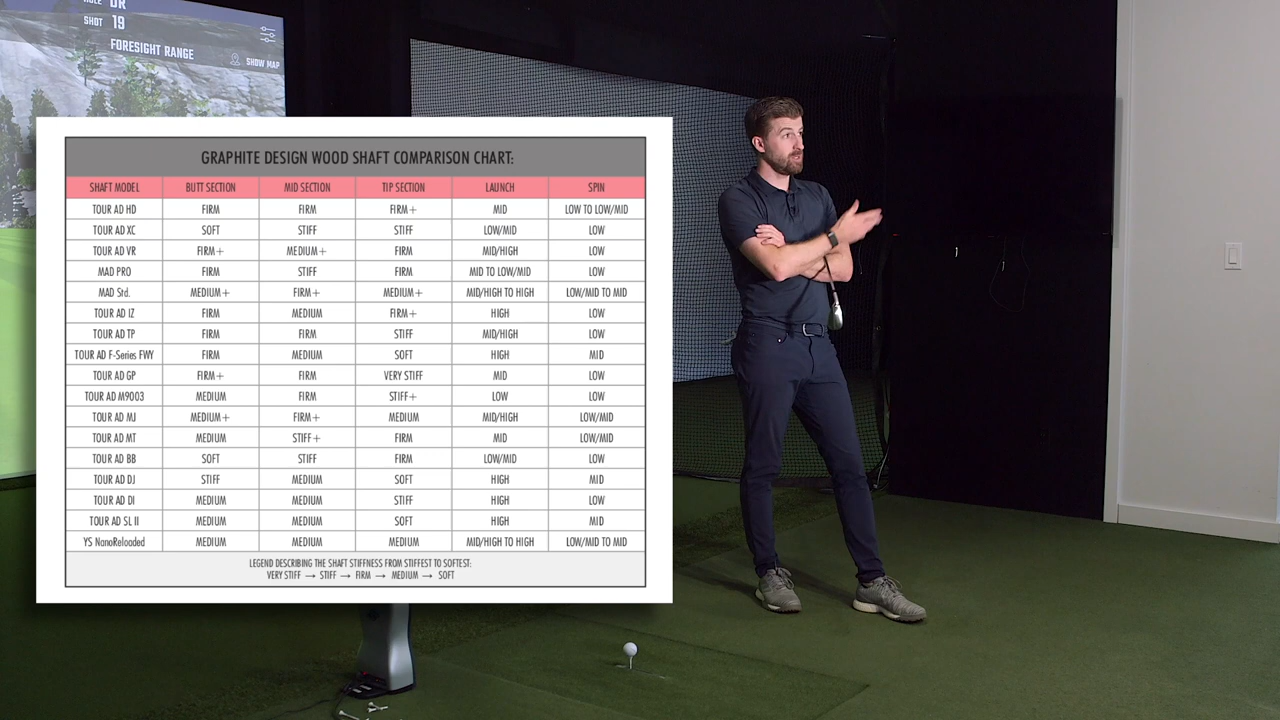 DR
SHOT 19
FORESIGHT RANGE
SHOW MAP
GRAPHITE DESIGN WOOD SHAFT COMPARISON CHART:
SHAFT MODEL BUTT SECTION MID SECTION TIP SECTION LAUNCH SPIN
TOUR AD HD FIRM FIRM FIRM+ MID LOW TO LOW/MID
TOUR AD XC SOFT STIFF STIFF LOW/MID LOW
TOUR AD VR FIRM+ MEDIUM+ FIRM MID/HIGH LOW
MAD PRO FIRM STIFF FIRM MID TO LOW/MID LOW
MAD Std. MEDIUM+ FIRM+ MEDIUM+ MID/HIGH TO HIGH LOW/MID TO MID
TOUR AD IZ FIRM MEDIUM FIRM+ HIGH LOW
TOUR AD TP FIRM FIRM STIFF MID/HIGH LOW
TOUR AD F-Series FWY FIRM MEDIUM SOFT HIGH MID
TOUR AD GP FIRM+ FIRM VERY STIFF MID LOW
TOUR AD M9003 MEDIUM FIRM STIFF+ LOW LOW
TOUR AD MJ MEDIUM+ FIRM+ MEDIUM MID/HIGH LOW/MID
TOUR AD MT MEDIUM STIFF+ FIRM MID LOW/MID
TOUR AD BB SOFT STIFF FIRM LOW/MID LOW
TOUR AD DJ STIFF MEDIUM SOFT HIGH MID
TOUR AD DI MEDIUM MEDIUM STIFF HIGH LOW
TOUR AD SL II MEDIUM MEDIUM SOFT HIGH MID
YS NanoReloaded MEDIUM MEDIUM MEDIUM MID/HIGH TO HIGH LOW/MID TO MID
LEGEND DESCRIBING THE SHAFT STIFFNESS FROM STIFFEST TO SOFTEST:
VERY STIFF → STIFF → FIRM → MEDIUM → SOFT